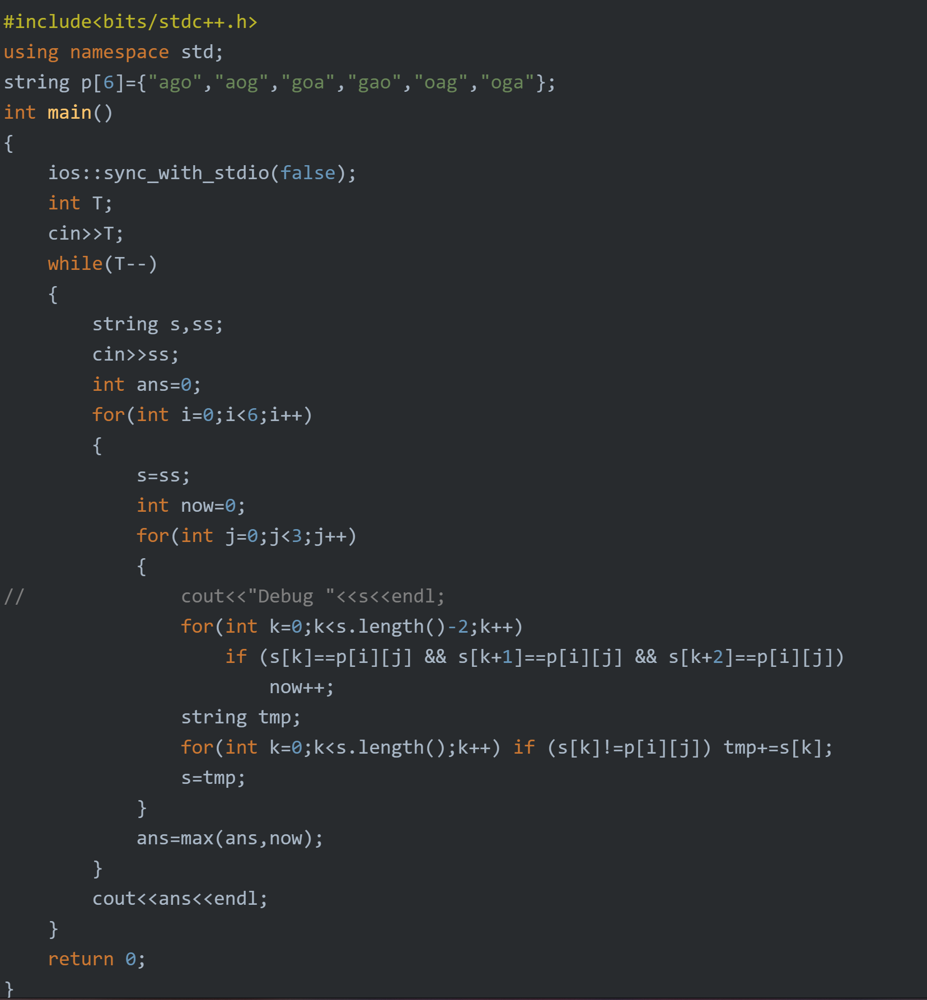 #include<bits/stdc++.h>
using namespace std;
string p[6]={"ago","aog","goa","gao","oag","oga"};
int main()
{
    ios::sync_with_stdio(false);
    int T;
    cin>>T;
    while(T--)
    {
        string s,ss;
        cin>>ss;
        int ans=0;
        for(int i=0;i<6;i++)
        {
            s=ss;
            int now=0;
            for(int j=0;j<3;j++)
            {
//              cout<<"Debug "<<s<<endl;
                for(int k=0;k<s.length()-2;k++)
                    if (s[k]==p[i][j] && s[k+1]==p[i][j] && s[k+2]==p[i][j])
                        now++;
                string tmp;
                for(int k=0;k<s.length();k++) if (s[k]!=p[i][j]) tmp+=s[k];
                s=tmp;
            }
            ans=max(ans,now);
        }
        cout<<ans<<endl;
    }
    return 0;
}